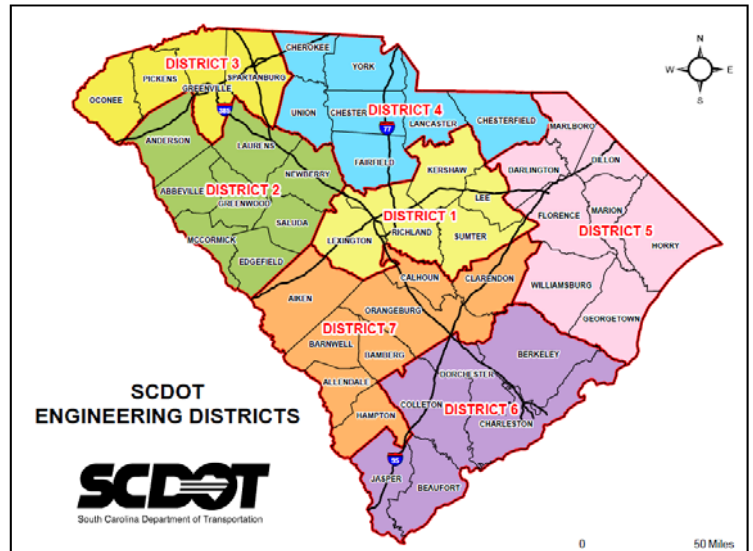 DISTRICT 3
CHEROKEE
YORK
PICKENS
SPARTANBURG
GREENVILLE
OCONEE
385
UNION
CHESTER
DISTRICT 4
LANCASTER
CHESTERFIELD
77
FAIRFIELD
N
W
E
S
ANDERSON
LAURENS
NEWBERRY
ABBEVILLE
DISTRICT 2
GREENWOOD
SALUDA
MCCORMICK
EDGEFIELD
KERSHAW
LEE
DISTRICT 1
RICHLAND
LEXINGTON
SUMTER
MARLBORO
DARLINGTON
DILLON
FLORENCE
MARION
DISTRICT 5
HORRY
WILLIAMSBURG
GEORGETOWN
CALHOUN
CLARENDON
AIKEN
ORANGEBURG
DISTRICT 7
BARNWELL
BAMBERG
ALLENDALE
HAMPTON
BERKELEY
DORCHESTER
COLLETON
DISTRICT 6
CHARLESTON
95
JASPER
BEAUFORT
SCDOT
ENGINEERING DISTRICTS
SCDOT
South Carolina Department of Transportation
0 50 Miles